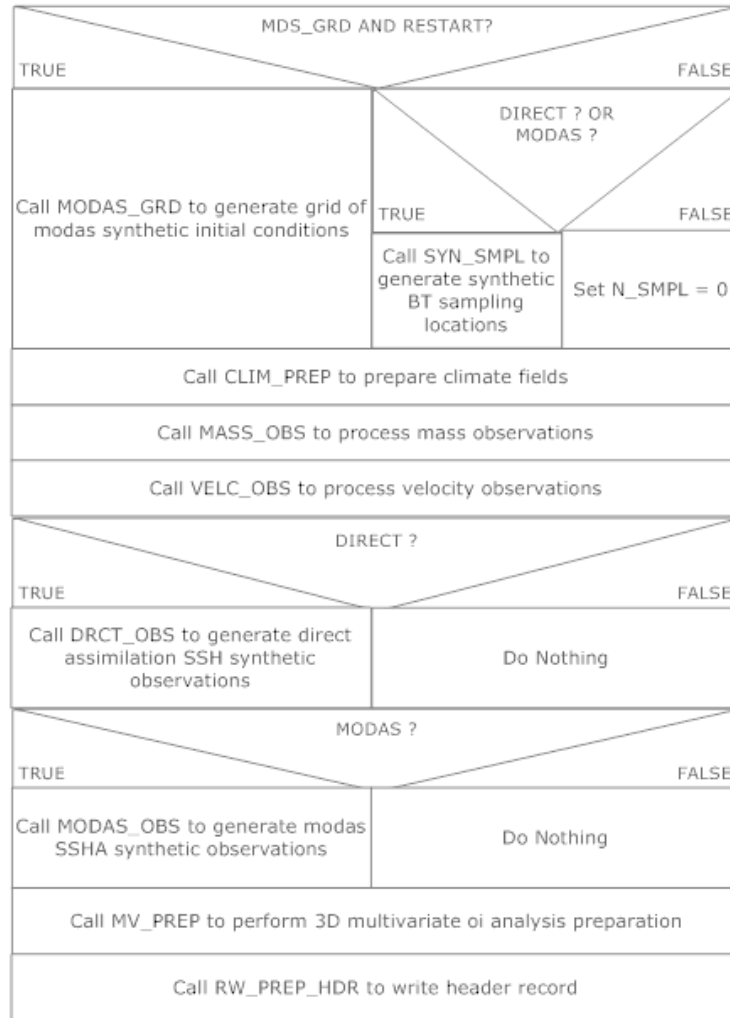 MDS_GRD AND RESTART?
TRUE
FALSE
DIRECT ? OR
MODAS ?
Call MODAS_GRD to generate grid of
modas synthetic initial conditions
TRUE
FALSE
Call SYN_SMPL to
generate synthetic
BT sampling
locations
Set N_SMPL = 0
Call CLIM_PREP to prepare climate fields
Call MASS_OBS to process mass observations
Call VELC_OBS to process velocity observations
DIRECT ?
TRUE
FALSE
Call DRCT_OBS to generate direct
assimilation SSH synthetic
observations
Do Nothing
MODAS ?
TRUE
FALSE
Call MODAS_OBS to generate modas
SSHA synthetic observations
Do Nothing
Call MV_PREP to perform 3D multivariate oi analysis preparation
Call RW_PREP_HDR to write header record